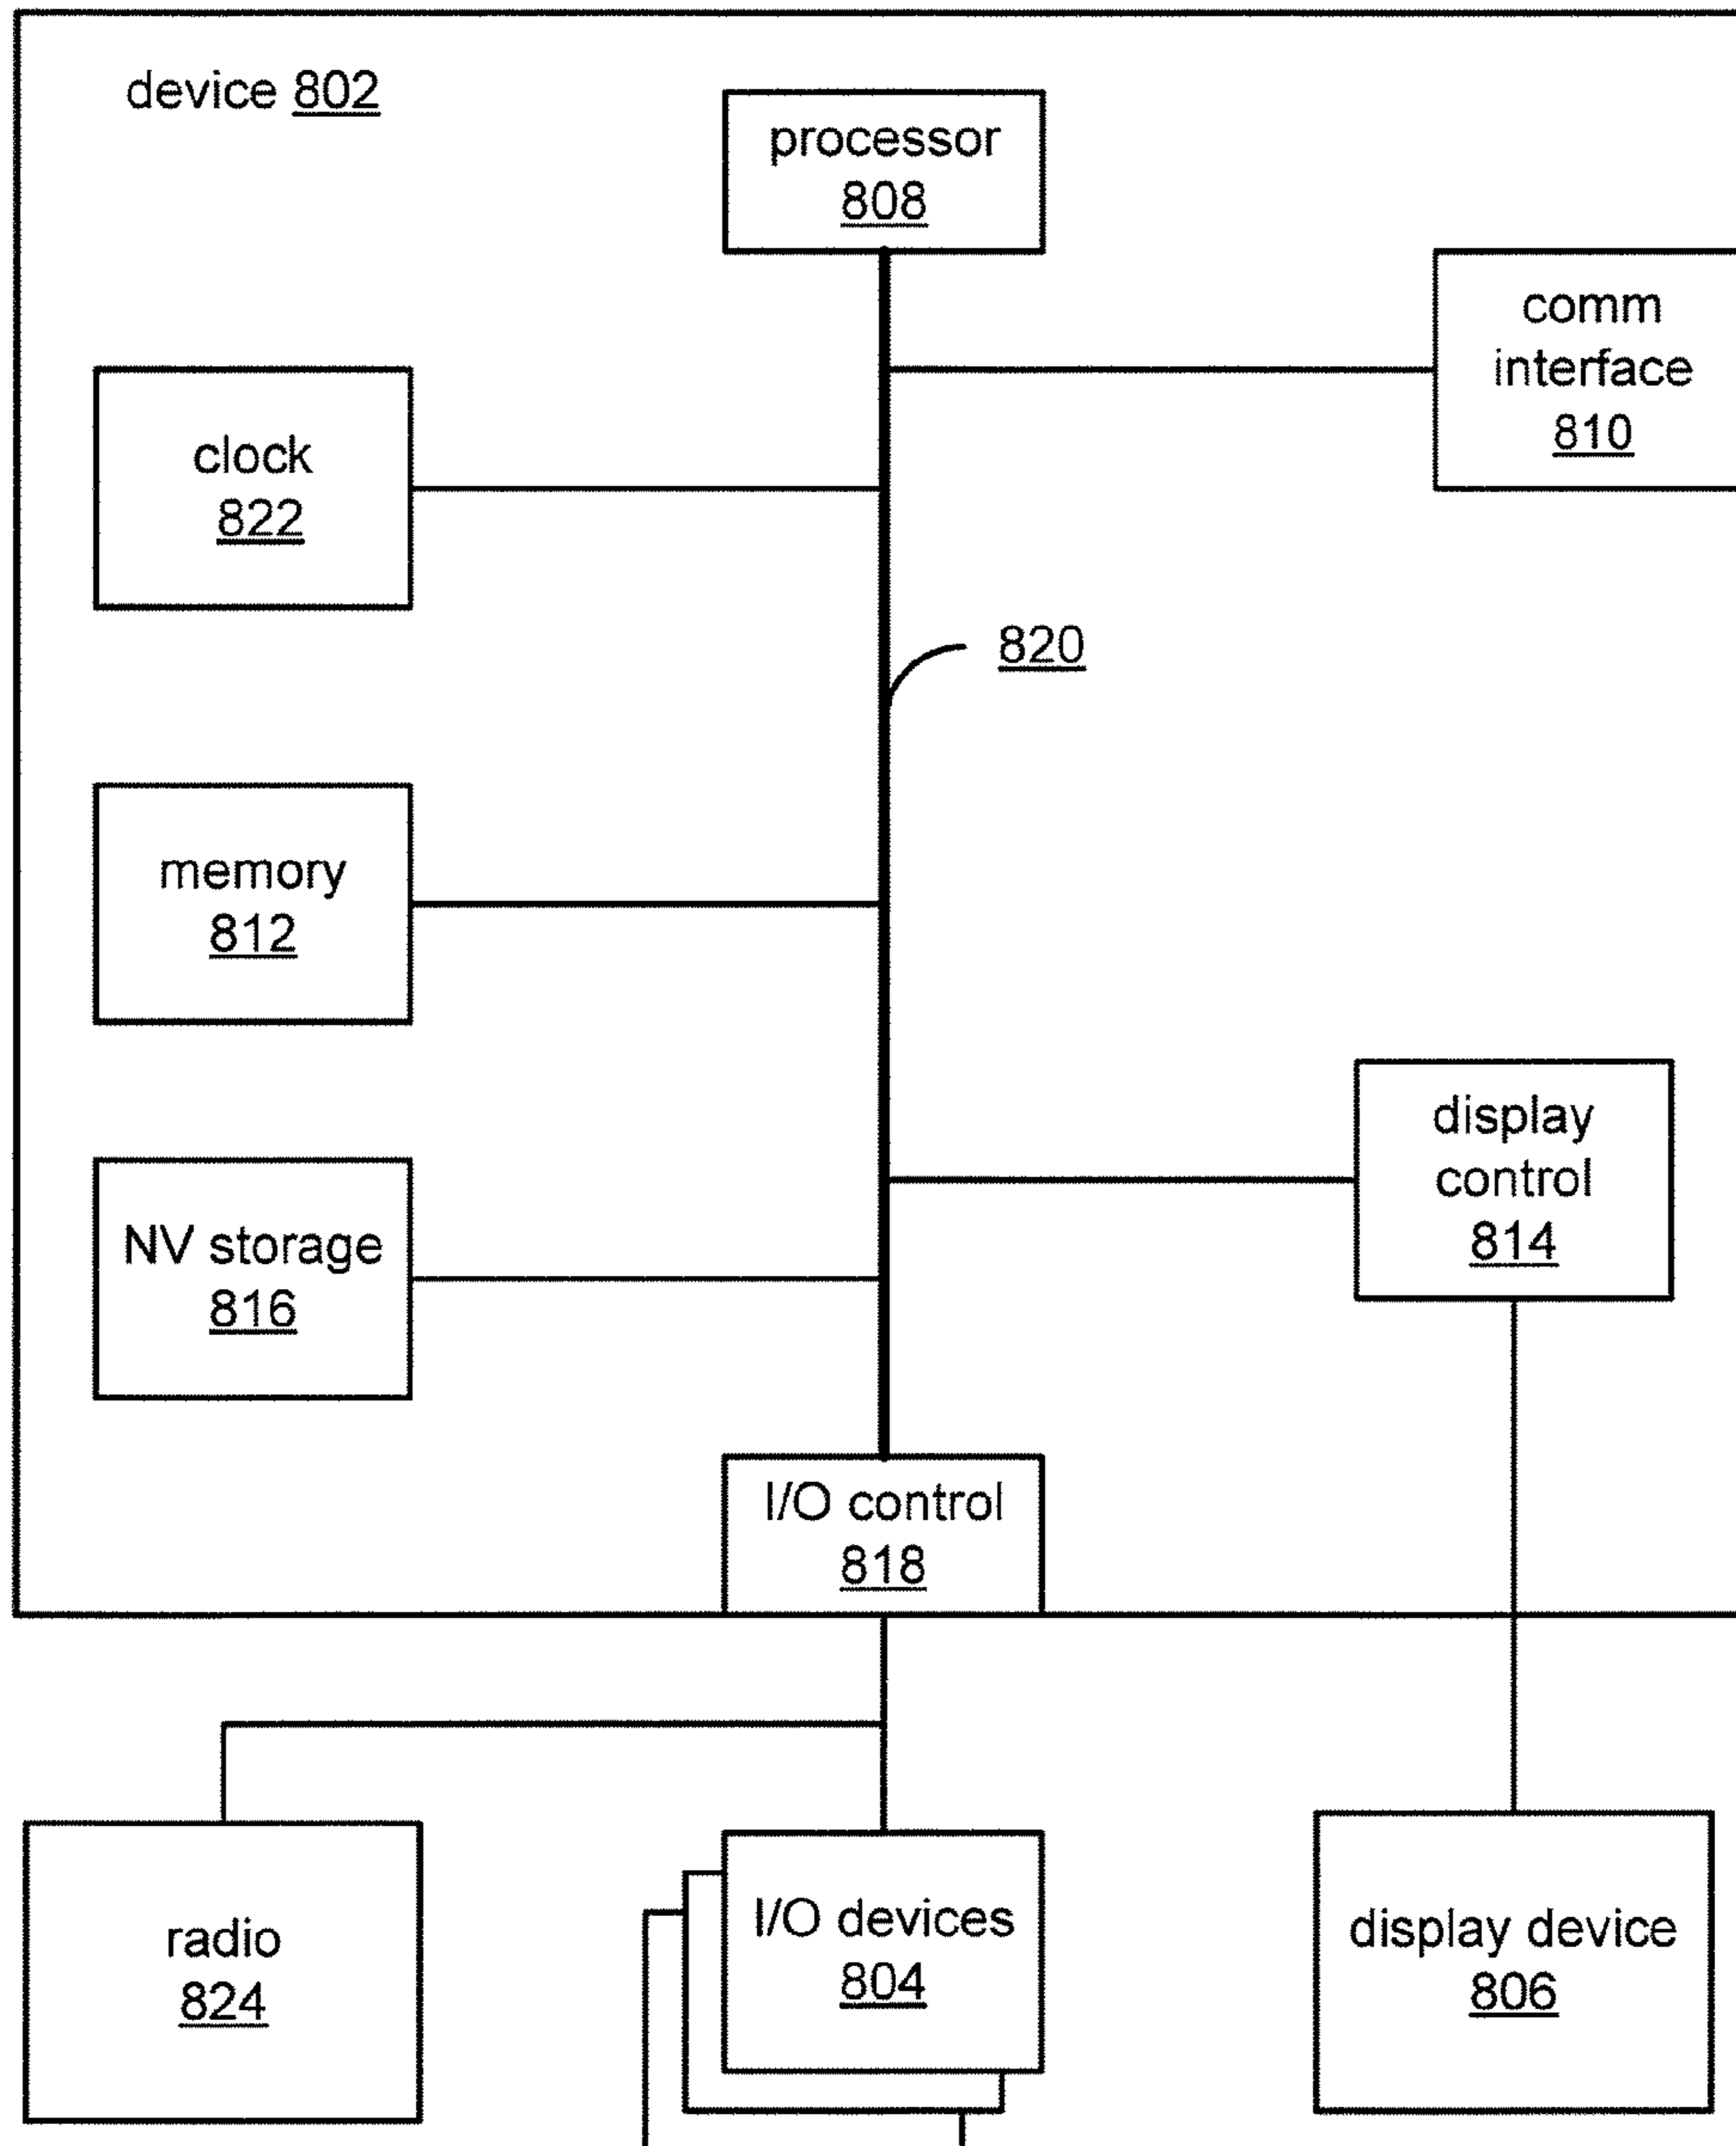 device 802
processor
808
comm
interface
810
clock
822
820
memory
812
display
control
814
NV storage
816
I/O control
818
radio
824
I/O devices
804
display device
806